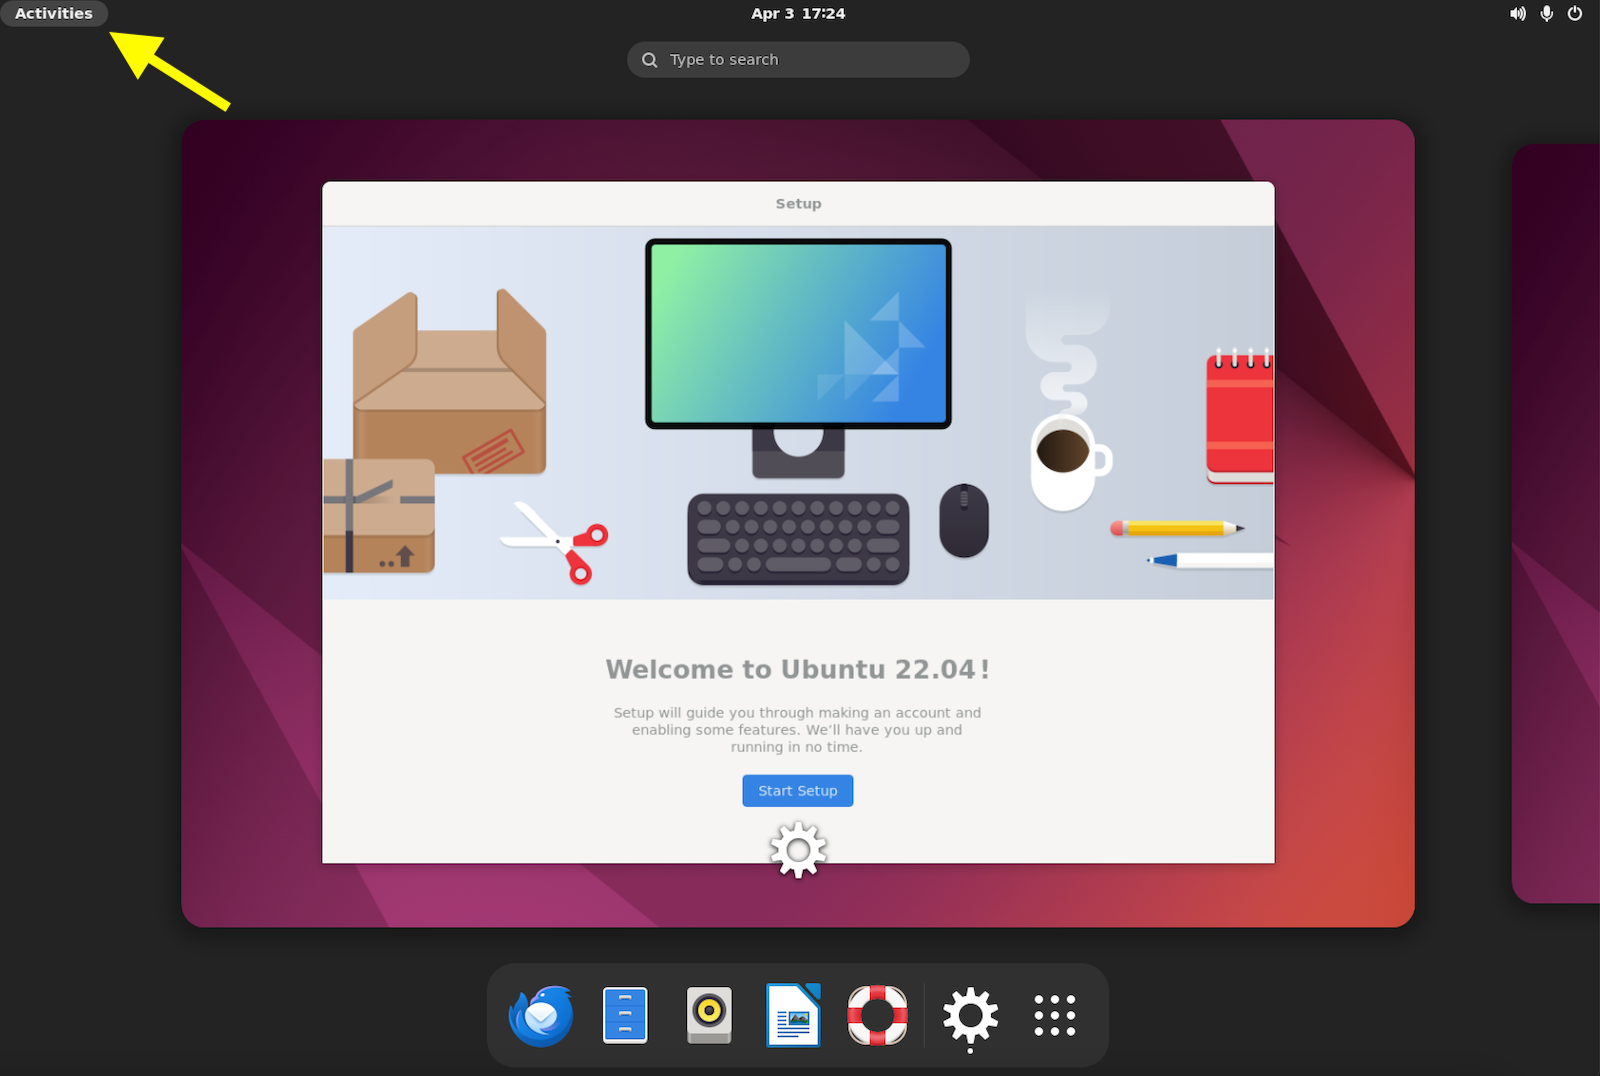 Activities
Apr 3 17:24
Type to search
Setup
Welcome to Ubuntu 22.04!
Setup will guide you through making an account and
enabling some features. We’ll have you up and
running in no time.
Start Setup